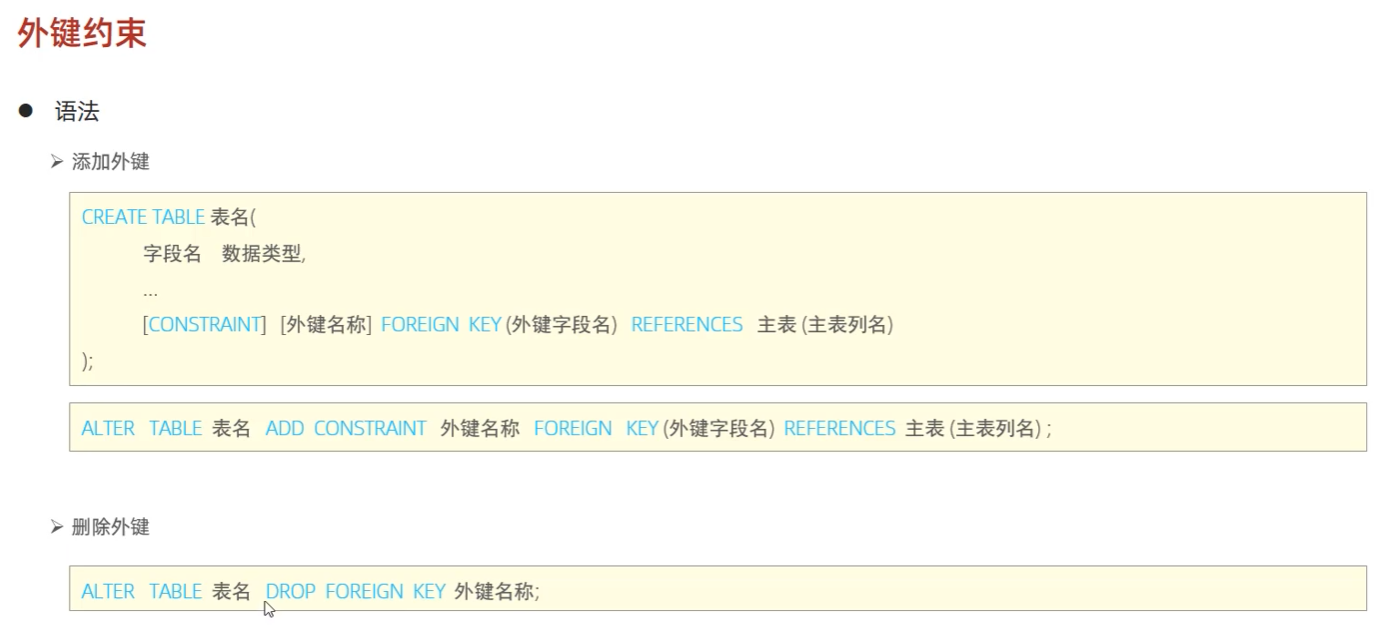 外键约束
语法
添加外键
CREATE TABLE 表名(
字段名 数据类型,
...
[CONSTRAINT] [外键名称] FOREIGN KEY(外键字段名) REFERENCES 主表(主表列名)
);
ALTER TABLE 表名 ADD CONSTRAINT 外键名称 FOREIGN KEY(外键字段名) REFERENCES 主表(主表列名) ;
删除外键
ALTER TABLE 表名 DROP FOREIGN KEY 外键名称;